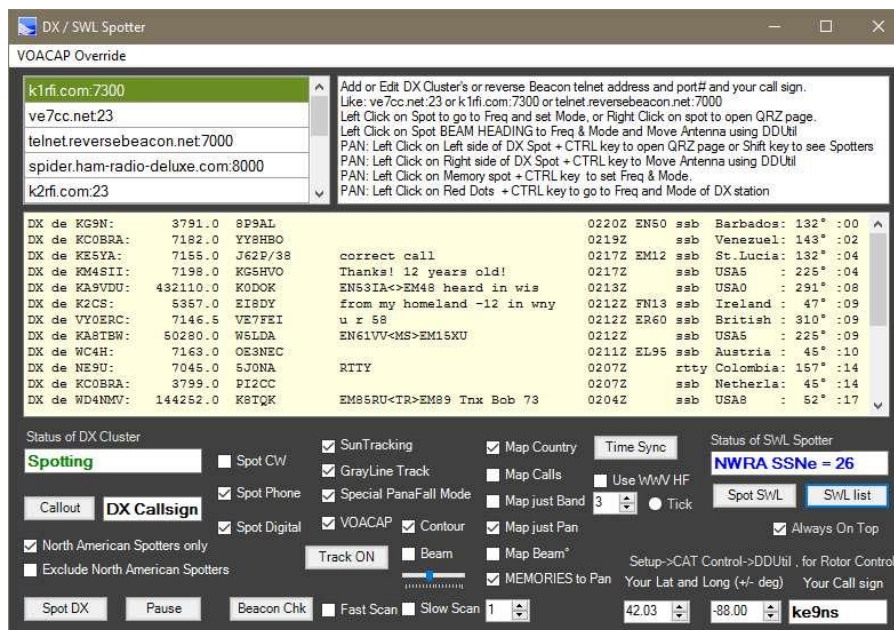 DX / SWL Spotter
VOACAP Override
k1rfi.com:7300
ve7cc.net:23
telnet.reversebeacon.net:7000
spider.ham-radio-deluxe.com:8000
k2rfi.com:23
Add or Edit DX Cluster's or reverse Beacon telnet address and port# and your call sign.
Like: ve7cc.net:23 or k1rfi.com:7300 or telnet.reversebeacon.net:7000
Left Click on Spot to go to Freq and set Mode, or Right Click on spot to open QRZ page.
Left Click on Spot BEAM HEADING to Freq & Mode and Move Antenna using DDUtil
PAN: Left Click on Left side of DX Spot + CTRL key to open QRZ page or Shift key to see Spotters
PAN: Left Click on Right side of DX Spot + CTRL key to Move Antenna using DDUtil
PAN: Left Click on Memory spot + CTRL key to set Freq & Mode.
PAN: Left Click on Red Dots + CTRL key to go to Freq and Mode of DX station
DX de KG9N: 3791.0 8P9AL 0220Z EN50 ssb Barbados: 132° :00
DX de KC0BRA: 7182.0 YY8HBO 0219Z ssb Venezuel: 143° :02
DX de KE5YA: 7155.0 J62P/38 correct call 0217Z EM12 ssb St.Lucia: 132° :04
DX de KM4SII: 7198.0 KG5HVO Thanks! 12 years old! 0217Z ssb USA5 : 225° :04
DX de KA9VDU: 432110.0 K0DOK EN53IA<>EM48 heard in wis 0213Z ssb USA0 : 291° :08
DX de K2CS: 5357.0 EI8DY from my homeland -12 in wny 0212Z FN13 ssb Ireland : 47° :09
DX de VY0ERC: 7146.5 VE7FEI u r 58 0212Z ER60 ssb British : 310° :09
DX de KA8TBW: 50280.0 W5LDA EN61VV<MS>EM15XU 0212Z ssb USA5 : 225° :09
DX de WC4H: 7163.0 OE3NEC 0211Z EL95 ssb Austria : 45° :10
DX de NE9U: 7045.0 5J0NA RTTY 0207Z rtty Colombia: 157° :14
DX de KC0BRA: 3799.0 PI2CC 0207Z ssb Netherla: 45° :14
DX de WD4NMV: 144252.0 K8TQK EM85RU<TR>EM89 Tnx Bob 73 0204Z ssb USA8 : 52° :17
Status of DX Cluster
Spotting
Callout DX Callsign
North American Spotters only
Exclude North American Spotters
Spot DX Pause Beacon Chk
Spot CW
Spot Phone
Spot Digital
SunTracking
GrayLine Track
Special PanaFall Mode
VOACAP Contour
Track ON Beam
Fast Scan Slow Scan 1
Map Country
Map Calls
Map just Band
Map just Pan
Map Beam°
MEMORIES to Pan
Time Sync
Use WWV HF
3 Tick
Status of SWL Spotter
NWRA SSNe = 26
Spot SWL SWL list
Always On Top
Setup->CAT Control->DDUtil , for Rotor Control
Your Lat and Long (+/- deg) Your Call sign
42.03 -88.00 ke9ns